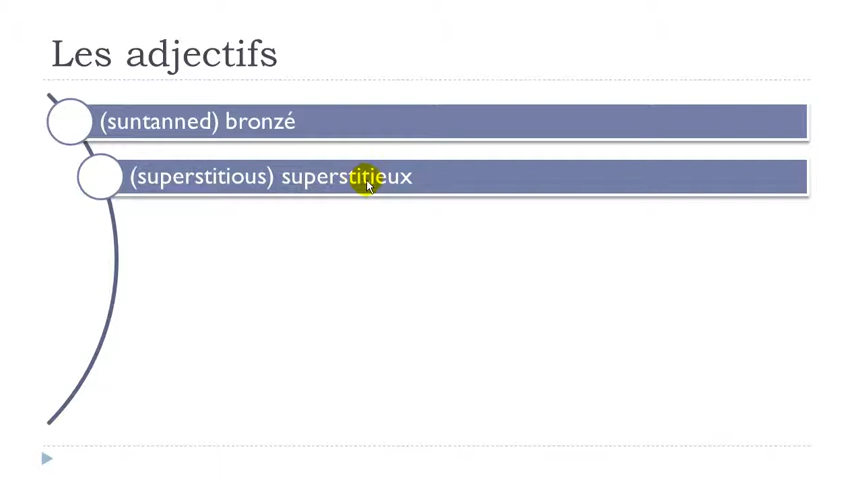 Les adjectifs
(suntanned) bronzé
(superstitious) superstitieux